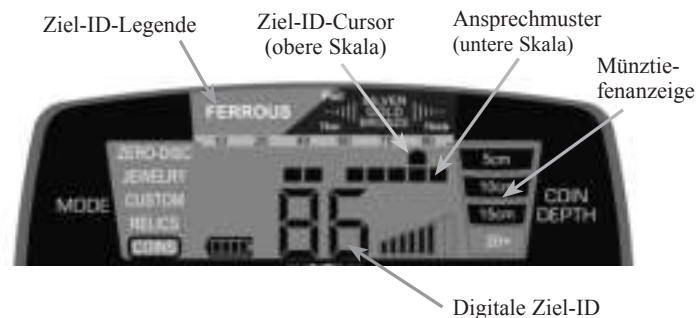 Ziel-ID-Legende
Ziel-ID-Cursor
(obere Skala)
Ansprechmuster
(untere Skala)
Münztie-
fenanzeige
FERROUS
ZERO-DISC
JEWELRY
CUSTOM
RELICS
COINS
MODE
86
5cm
10cm
15cm
20+
COIN
DEPTH
Digitale Ziel-ID